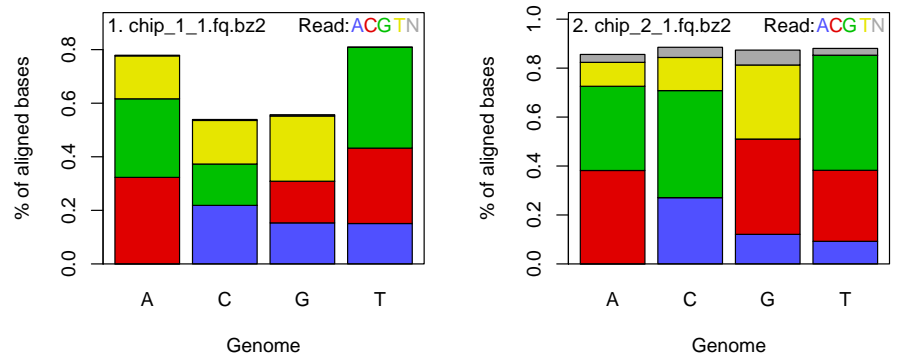 1. chip_1_1.fq.bz2 Read:ACGTN
% of aligned bases
0.8
0.6
0.4
0.2
0.0
A C G T
Genome
2. chip_2_1.fq.bz2 Read:ACGTN
% of aligned bases
1.0
0.8
0.6
0.4
0.2
0.0
A C G T
Genome